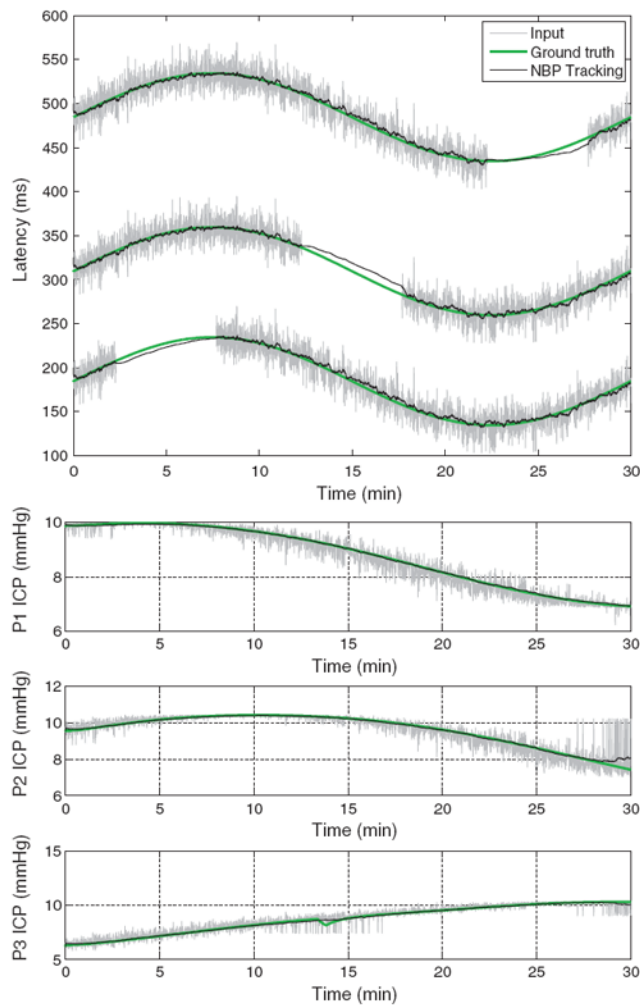 600
550
500
450
400
350
300
250
200
150
100
Latency (ms)
Input
Ground truth
NBP Tracking
0 5 10 15 20 25 30
Time (min)
10
8
6
P1 ICP (mmHg)
0 5 10 15 20 25 30
Time (min)
12
10
8
6
P2 ICP (mmHg)
0 5 10 15 20 25 30
Time (min)
15
10
5
P3 ICP (mmHg)
0 5 10 15 20 25 30
Time (min)